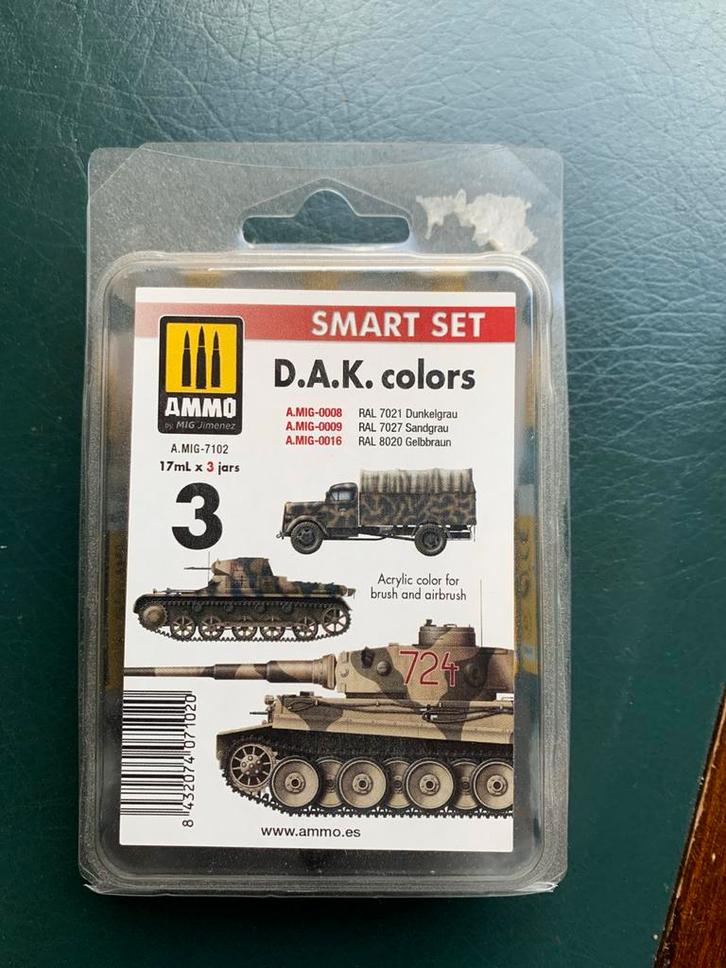 SMART SET
AMMO
by MIG Jimenez
D.A.K. colors
A.MIG-0008 RAL 7021 Dunkelgrau
A.MIG-0009 RAL 7027 Sandgrau
A.MIG-0016 RAL 8020 Gelbbraun
A.MIG-7102
17mL x 3 jars
3
Acrylic color for
brush and airbrush
724
8 432074 071020
www.ammo.es